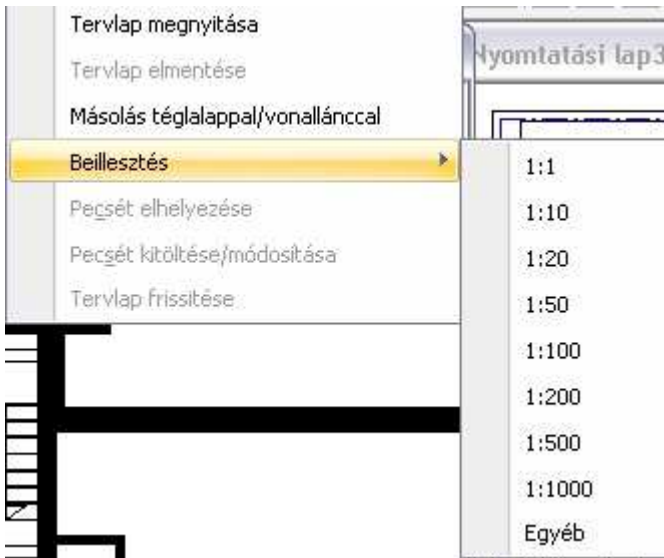 Tervlap megnyitása
Tervlap elmentése
Másolás téglalappal/vonallánccal
Beillesztés
Pecsét elhelyezése
Pecsét kitöltése/módosítása
Tervlap frissitése
Nyomtatási lap3
1:1
1:10
1:20
1:50
1:100
1:200
1:500
1:1000
Egyéb